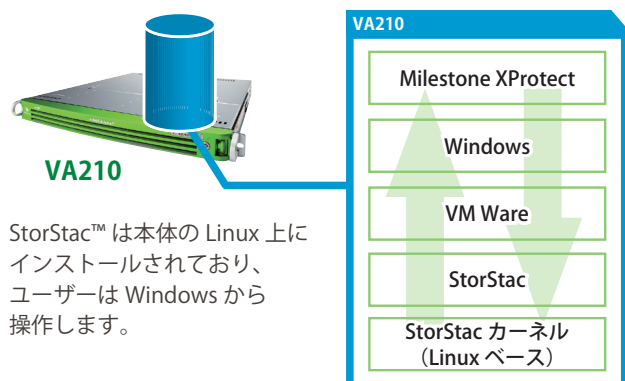 VA210
Milestone XProtect
Windows
VM Ware
StorStac
StorStac カーネル
（Linux ベース）
VA210
StorStac™ は本体の Linux 上に
インストールされており、
ユーザーは Windows から
操作します。